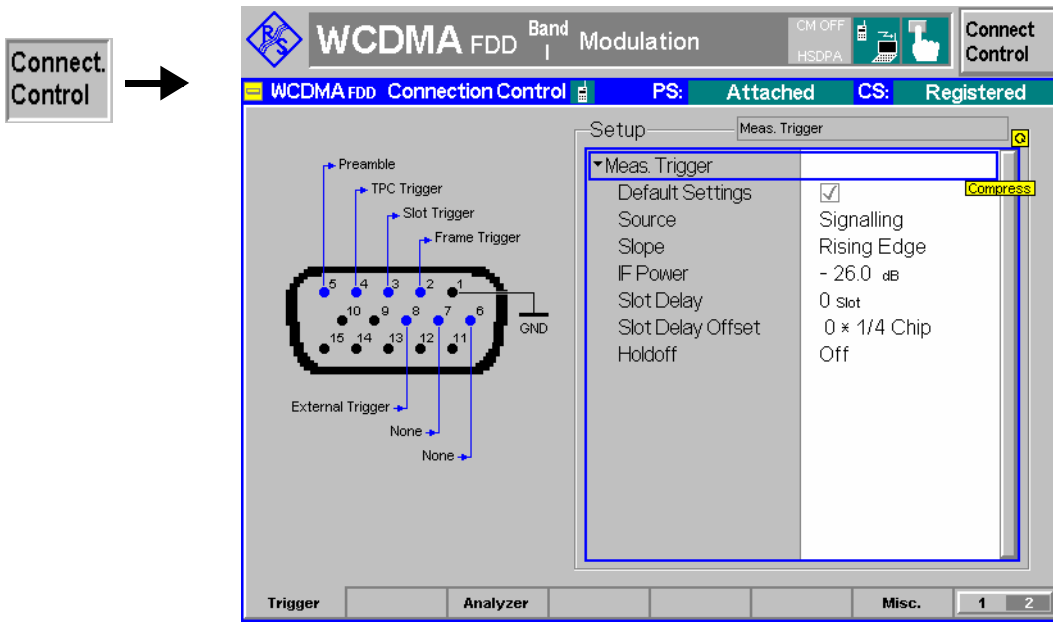 Connect.
Control
R S
WCDMA FDD Band I Modulation
CM OFF
HSDPA
Connect
Control
WCDMA FDD Connection Control PS: Attached CS: Registered
Setup Meas. Trigger
Meas. Trigger
Compress
Default Settings
Source Signalling
Slope Rising Edge
IF Power - 26.0 dB
Slot Delay 0 Slot
Slot Delay Offset 0 * 1/4 Chip
Holdoff Off
Preamble
TPC Trigger
Slot Trigger
Frame Trigger
5 4 3 2 1
10 9 8 7 6
15 14 13 12 11
GND
External Trigger
None
None
Trigger Analyzer Misc. 1 2